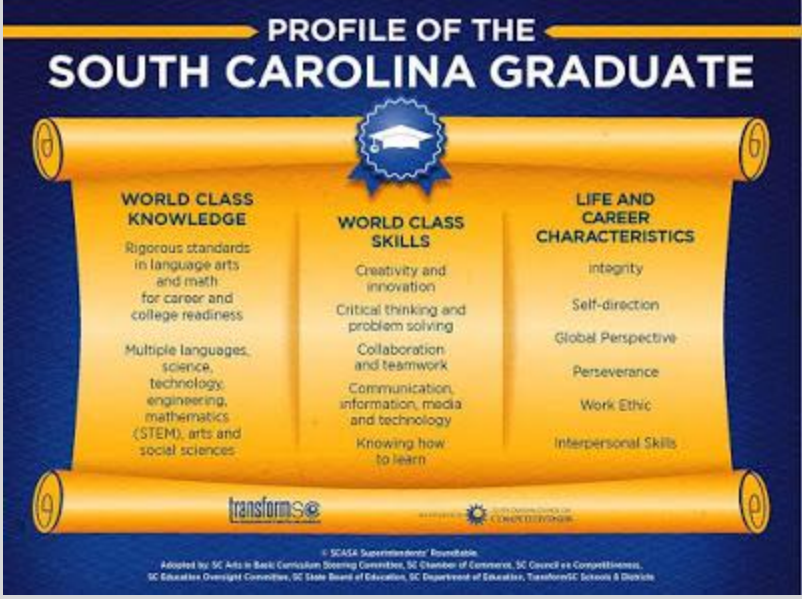 PROFILE OF THE
SOUTH CAROLINA GRADUATE
WORLD CLASS
KNOWLEDGE
Rigorous standards
in language arts
and math
for career and
college readiness
Multiple languages,
science,
technology,
engineering,
mathematics
(STEM), arts and
social sciences
WORLD CLASS
SKILLS
Creativity and
innovation
Critical thinking and
problem solving
Collaboration
and teamwork
Communication,
information, media
and technology
Knowing how
to learn
LIFE AND
CAREER
CHARACTERISTICS
Integrity
Self-direction
Global Perspective
Perseverance
Work Ethic
Interpersonal Skills
transformSC
COMPETITIVENESS
© SCASA Superintendents' Roundtable.
Adopted by: SC Arts in Basic Curriculum Steering Committee, SC Chamber of Commerce, SC Council on Competitiveness,
SC Education Oversight Committee, SC State Board of Education, SC Department of Education, TransformSC Schools & Districts